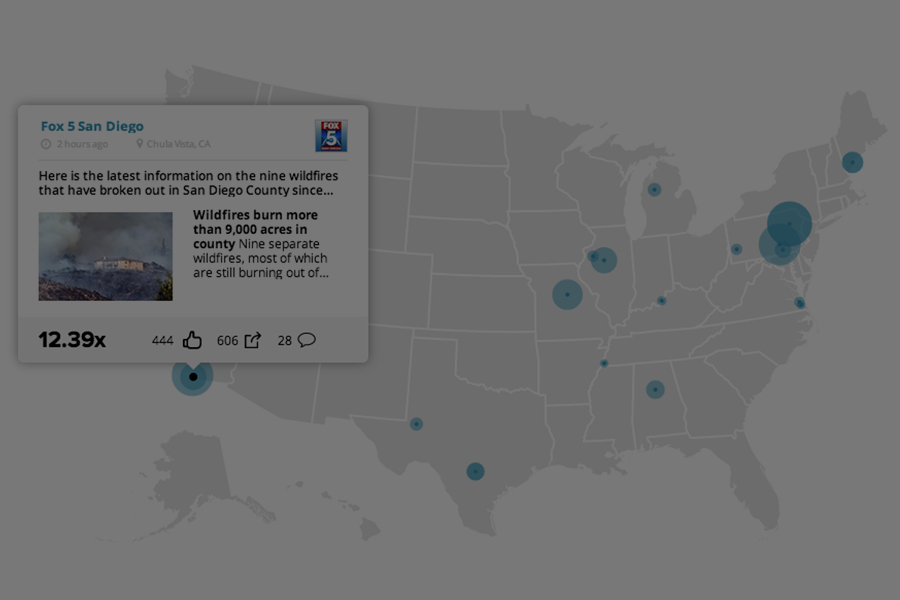 Fox 5 San Diego
2 hours ago Chula Vista, CA
FOX
5
Here is the latest information on the nine wildfires
that have broken out in San Diego County since...
Wildfires burn more
than 9,000 acres in
county Nine separate
wildfires, most of which
are still burning out of...
12.39x 444 606 28